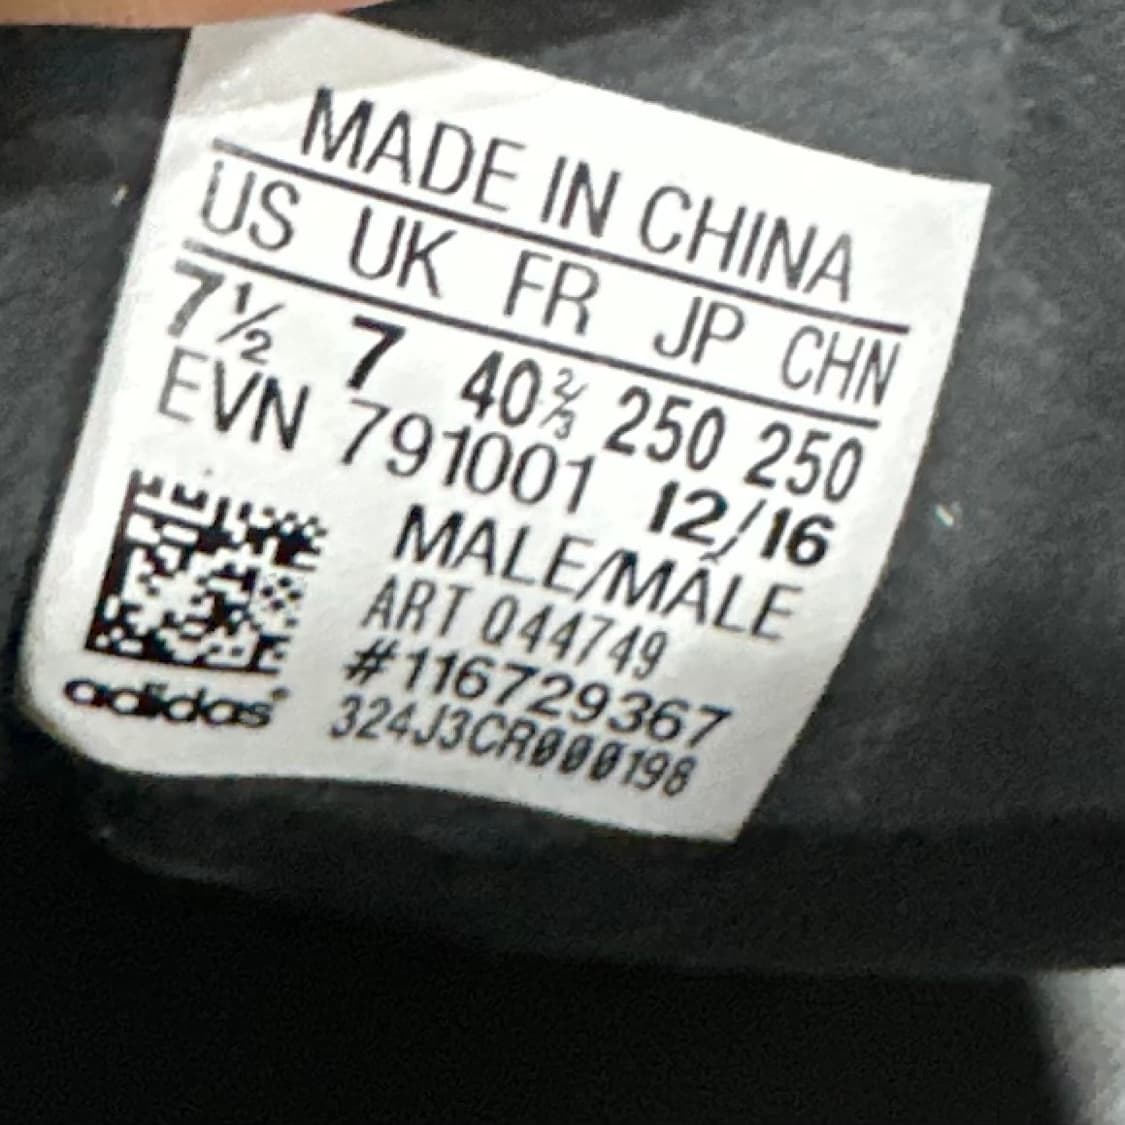 MADE IN CHINA
US UK FR JP CHN
7½ 7 40⅔ 250 250
EVN 791001 12/16
MALE/MÂLE
ART Q44749
#116729367
324J3CR000198
adidas®